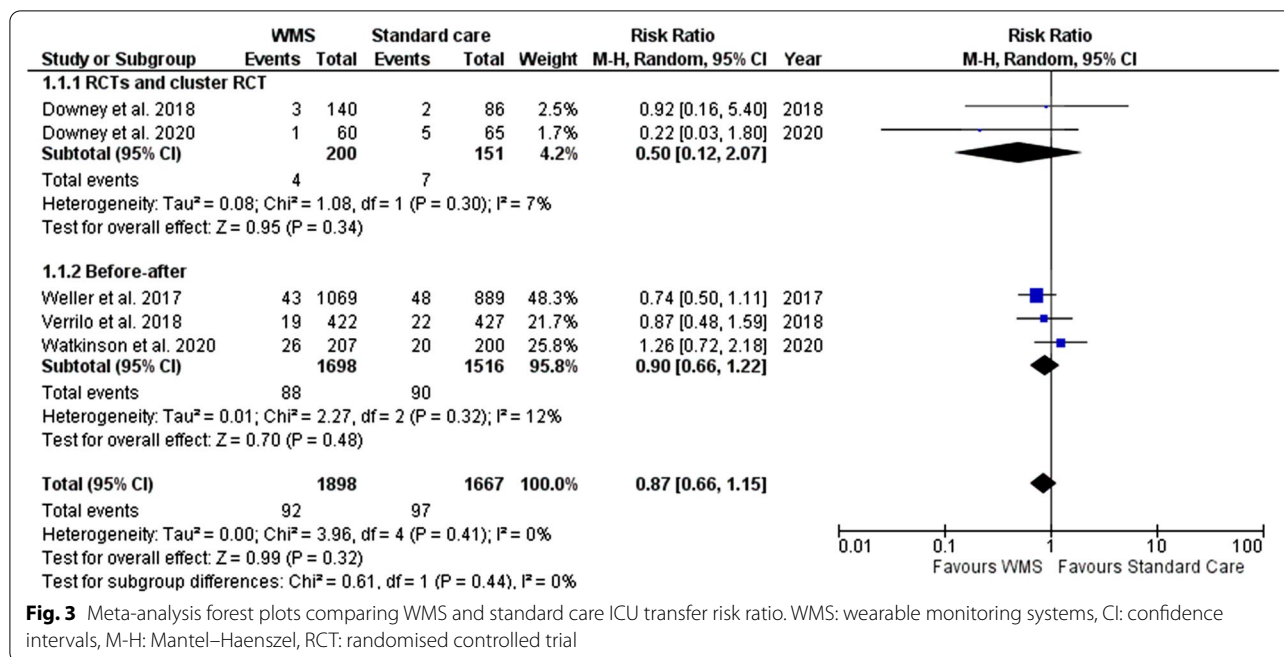 WMS Standard care Risk Ratio Risk Ratio
Study or Subgroup Events Total Events Total Weight M-H, Random, 95% CI Year M-H, Random, 95% CI
1.1.1 RCTs and cluster RCT
Downey et al. 2018 3 140 2 86 2.5% 0.92 [0.16, 5.40] 2018
Downey et al. 2020 1 60 5 65 1.7% 0.22 [0.03, 1.80] 2020
Subtotal (95% CI) 200 151 4.2% 0.50 [0.12, 2.07]
Total events 4 7
Heterogeneity: Tau² = 0.08; Chi² = 1.08, df = 1 (P = 0.30); I² = 7%
Test for overall effect: Z = 0.95 (P = 0.34)
1.1.2 Before-after
Weller et al. 2017 43 1069 48 889 48.3% 0.74 [0.50, 1.11] 2017
Verrilo et al. 2018 19 422 22 427 21.7% 0.87 [0.48, 1.59] 2018
Watkinson et al. 2020 26 207 20 200 25.8% 1.26 [0.72, 2.18] 2020
Subtotal (95% CI) 1698 1516 95.8% 0.90 [0.66, 1.22]
Total events 88 90
Heterogeneity: Tau² = 0.01; Chi² = 2.27, df = 2 (P = 0.32); I² = 12%
Test for overall effect: Z = 0.70 (P = 0.48)
Total (95% CI) 1898 1667 100.0% 0.87 [0.66, 1.15]
Total events 92 97
Heterogeneity: Tau² = 0.00; Chi² = 3.96, df = 4 (P = 0.41); I² = 0%
Test for overall effect: Z = 0.99 (P = 0.32)
Test for subgroup differences: Chi² = 0.61, df = 1 (P = 0.44), I² = 0%
0.01 0.1 1 10 100
Favours WMS Favours Standard Care
Fig. 3 Meta-analysis forest plots comparing WMS and standard care ICU transfer risk ratio. WMS: wearable monitoring systems, CI: confidence
intervals, M-H: Mantel–Haenszel, RCT: randomised controlled trial